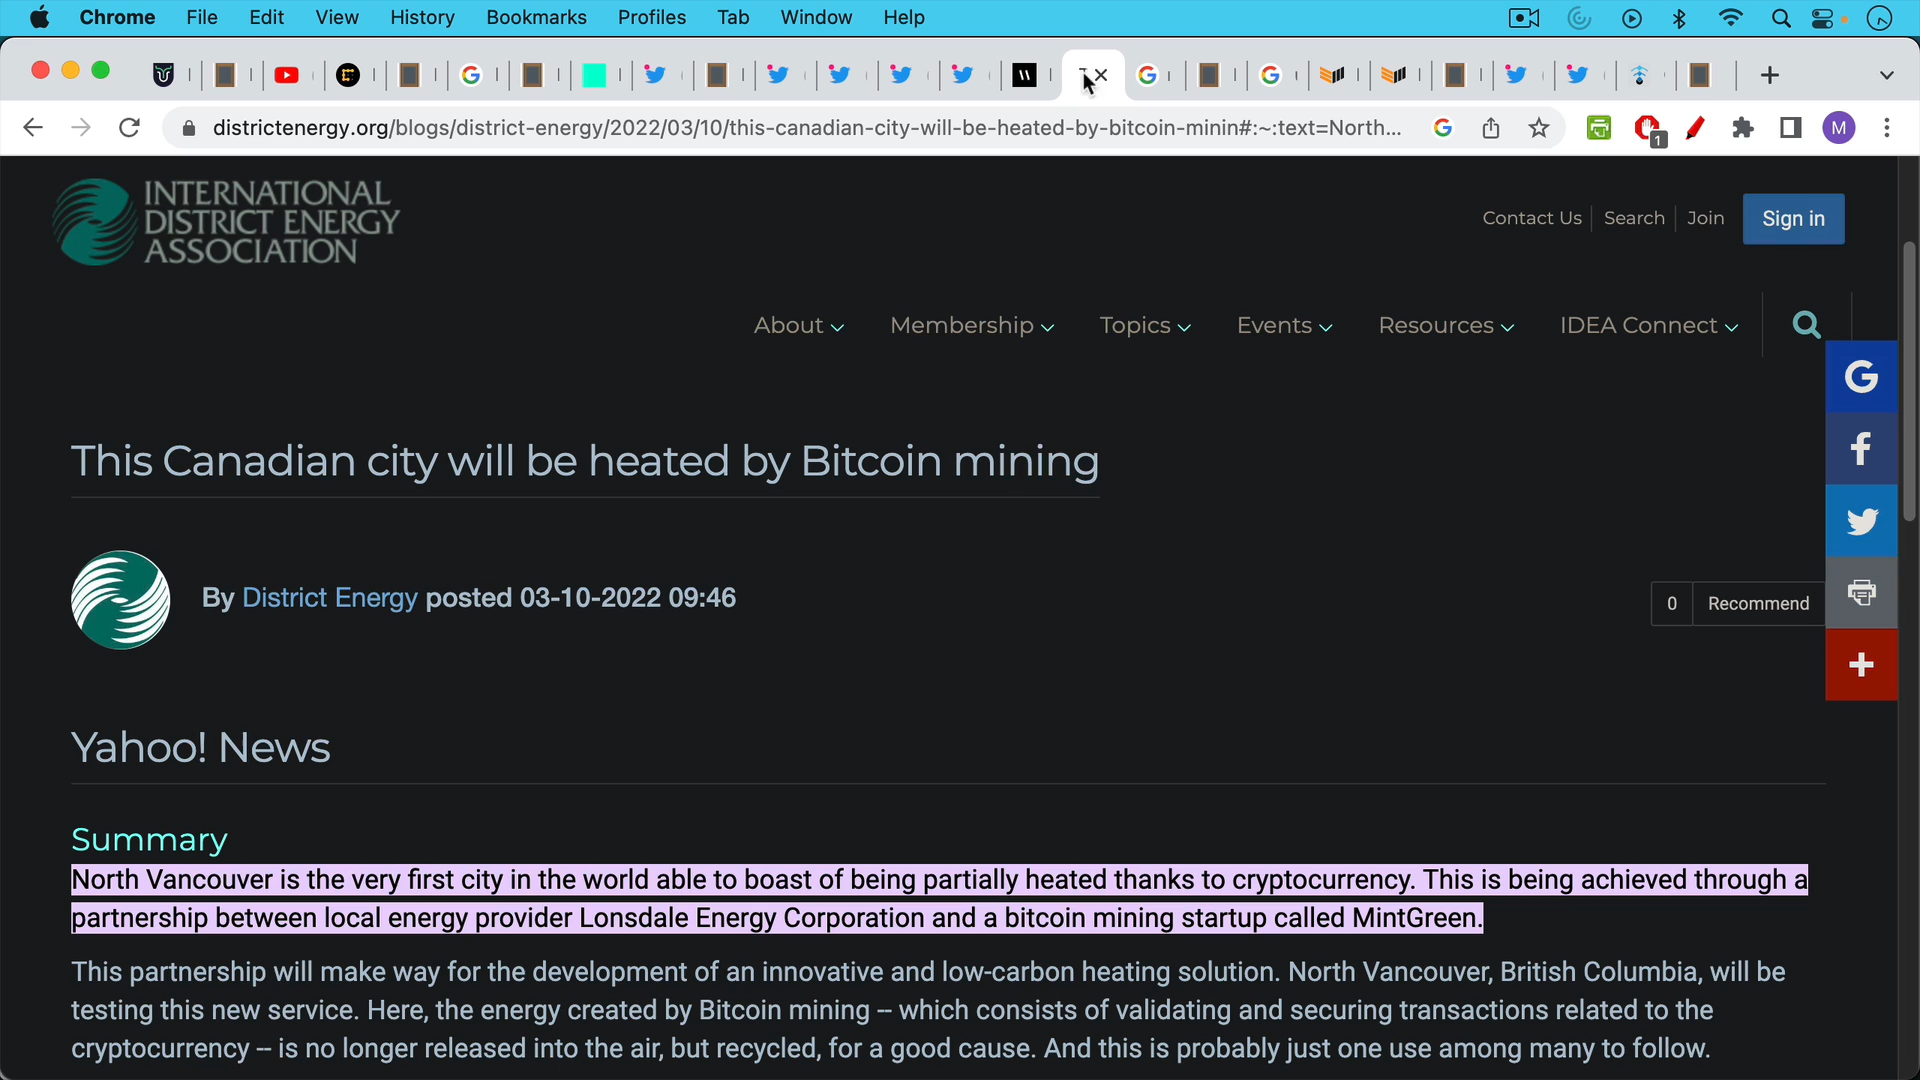 Chrome File Edit View History Bookmarks Profiles Tab Window Help
districtenergy.org/blogs/district-energy/2022/03/10/this-canadian-city-will-be-heated-by-bitcoin-minin#:~:text=North...
1
M
INTERNATIONAL
DISTRICT ENERGY
ASSOCIATION
Contact Us Search Join Sign in
About Membership Topics Events Resources IDEA Connect
This Canadian city will be heated by Bitcoin mining
By District Energy posted 03-10-2022 09:46
0 Recommend
Yahoo! News
Summary
North Vancouver is the very first city in the world able to boast of being partially heated thanks to cryptocurrency. This is being achieved through a
partnership between local energy provider Lonsdale Energy Corporation and a bitcoin mining startup called MintGreen.
This partnership will make way for the development of an innovative and low-carbon heating solution. North Vancouver, British Columbia, will be
testing this new service. Here, the energy created by Bitcoin mining -- which consists of validating and securing transactions related to the
cryptocurrency -- is no longer released into the air, but recycled, for a good cause. And this is probably just one use among many to follow.